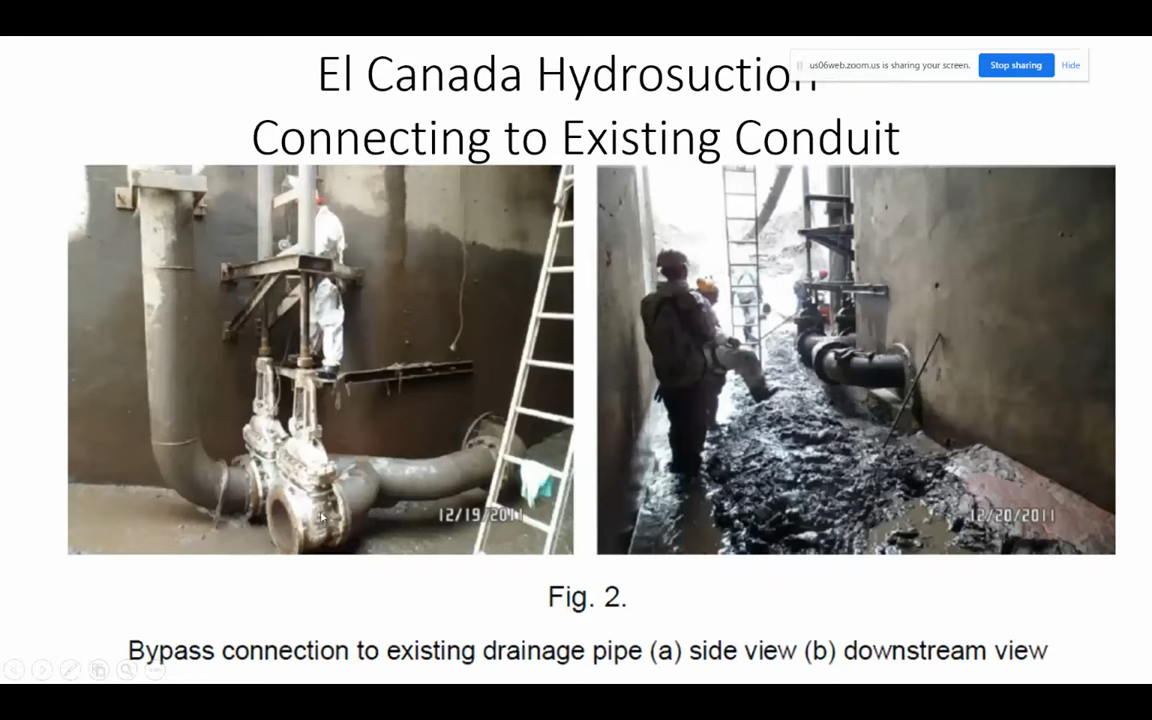 El Canada Hydrosuction
us06web.zoom.us is sharing your screen. Stop sharing Hide
Connecting to Existing Conduit
12/19/2011
12/20/2011
Fig. 2.
Bypass connection to existing drainage pipe (a) side view (b) downstream view